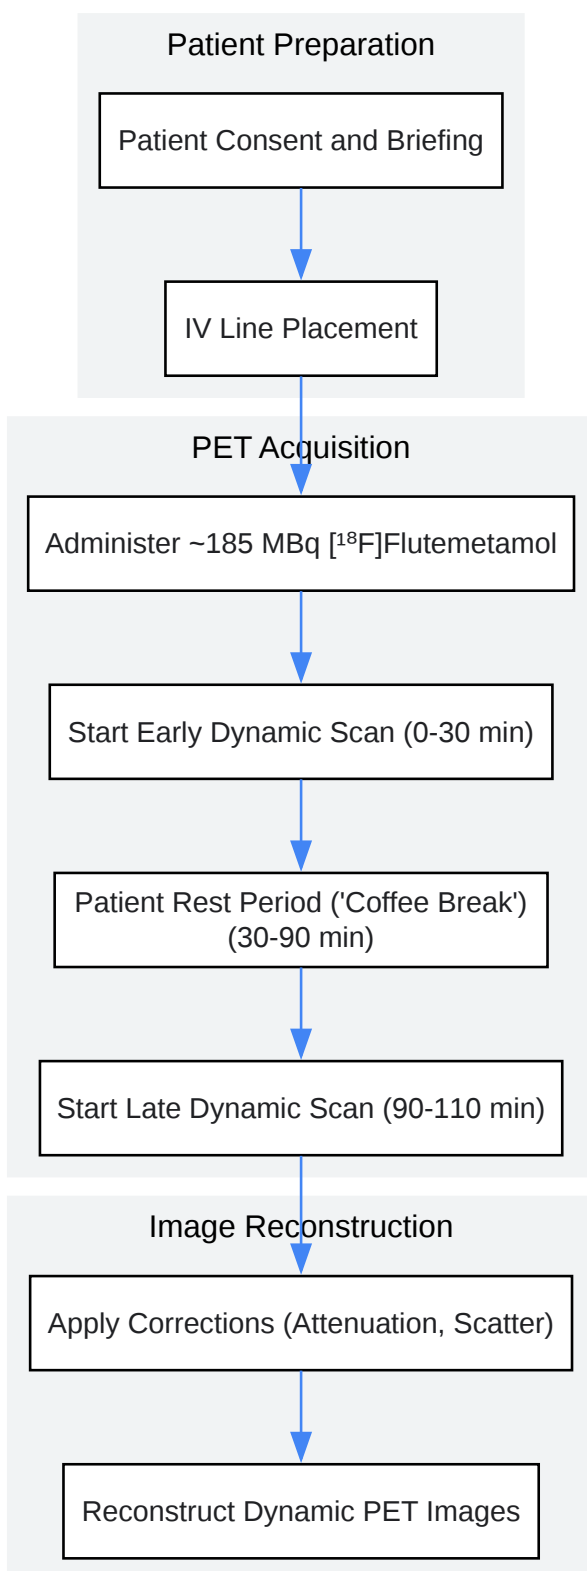 Patient Preparation
Patient Consent and Briefing
IV Line Placement
PET Acquisition
Administer ~185 MBq [¹⁸F]Flutemetamol
Start Early Dynamic Scan (0-30 min)
Patient Rest Period ('Coffee Break')
(30-90 min)
Start Late Dynamic Scan (90-110 min)
Image Reconstruction
Apply Corrections (Attenuation, Scatter)
Reconstruct Dynamic PET Images